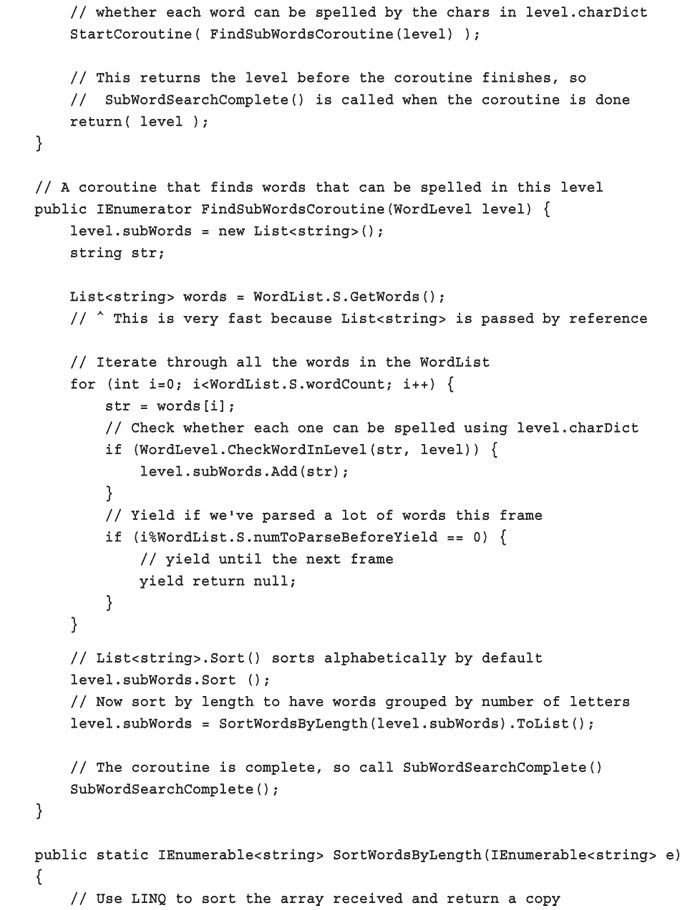 // whether each word can be spelled by the chars in level.charDict
    StartCoroutine( FindSubWordsCoroutine(level) );

    // This returns the level before the coroutine finishes, so
    //  SubWordSearchComplete() is called when the coroutine is done
    return( level );
}

// A coroutine that finds words that can be spelled in this level
public IEnumerator FindSubWordsCoroutine(WordLevel level) {
    level.subWords = new List<string>();
    string str;

    List<string> words = WordList.S.GetWords();
    // ^ This is very fast because List<string> is passed by reference

    // Iterate through all the words in the WordList
    for (int i=0; i<WordList.S.wordCount; i++) {
        str = words[i];
        // Check whether each one can be spelled using level.charDict
        if (WordLevel.CheckWordInLevel(str, level)) {
            level.subWords.Add(str);
        }
        // Yield if we've parsed a lot of words this frame
        if (i%WordList.S.numToParseBeforeYield == 0) {
            // yield until the next frame
            yield return null;
        }
    }

    // List<string>.Sort() sorts alphabetically by default
    level.subWords.Sort ();
    // Now sort by length to have words grouped by number of letters
    level.subWords = SortWordsByLength(level.subWords).ToList();

    // The coroutine is complete, so call SubWordSearchComplete()
    SubWordSearchComplete();
}

public static IEnumerable<string> SortWordsByLength(IEnumerable<string> e)
{
    // Use LINQ to sort the array received and return a copy